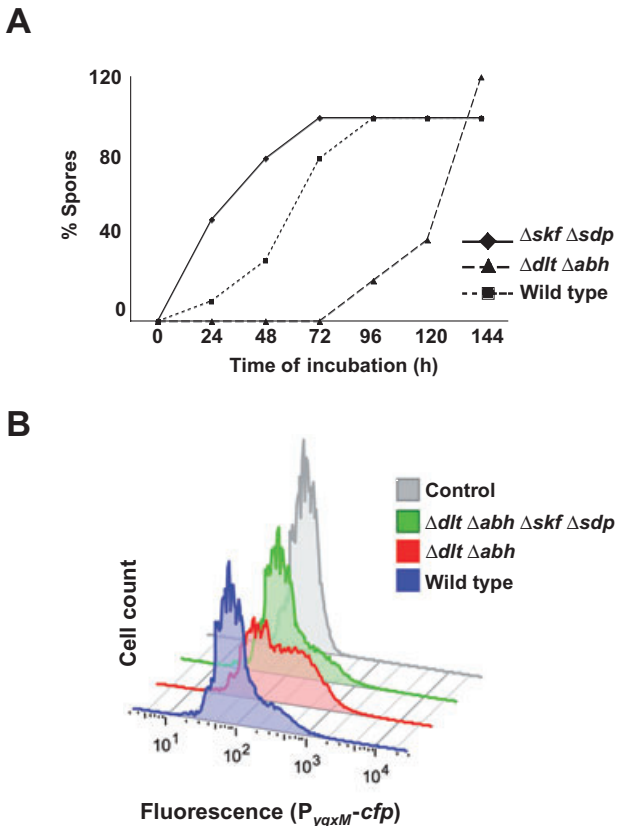 A
120
80
40
0
% Spores
0 24 48 72 96 120 144
Time of incubation (h)
Δskf Δsdp
Δdlt Δabh
Wild type
B
Control
Δdlt Δabh Δskf Δsdp
Δdlt Δabh
Wild type
Cell count
10¹ 10² 10³ 10⁴
Fluorescence (PyqxM-cfp)